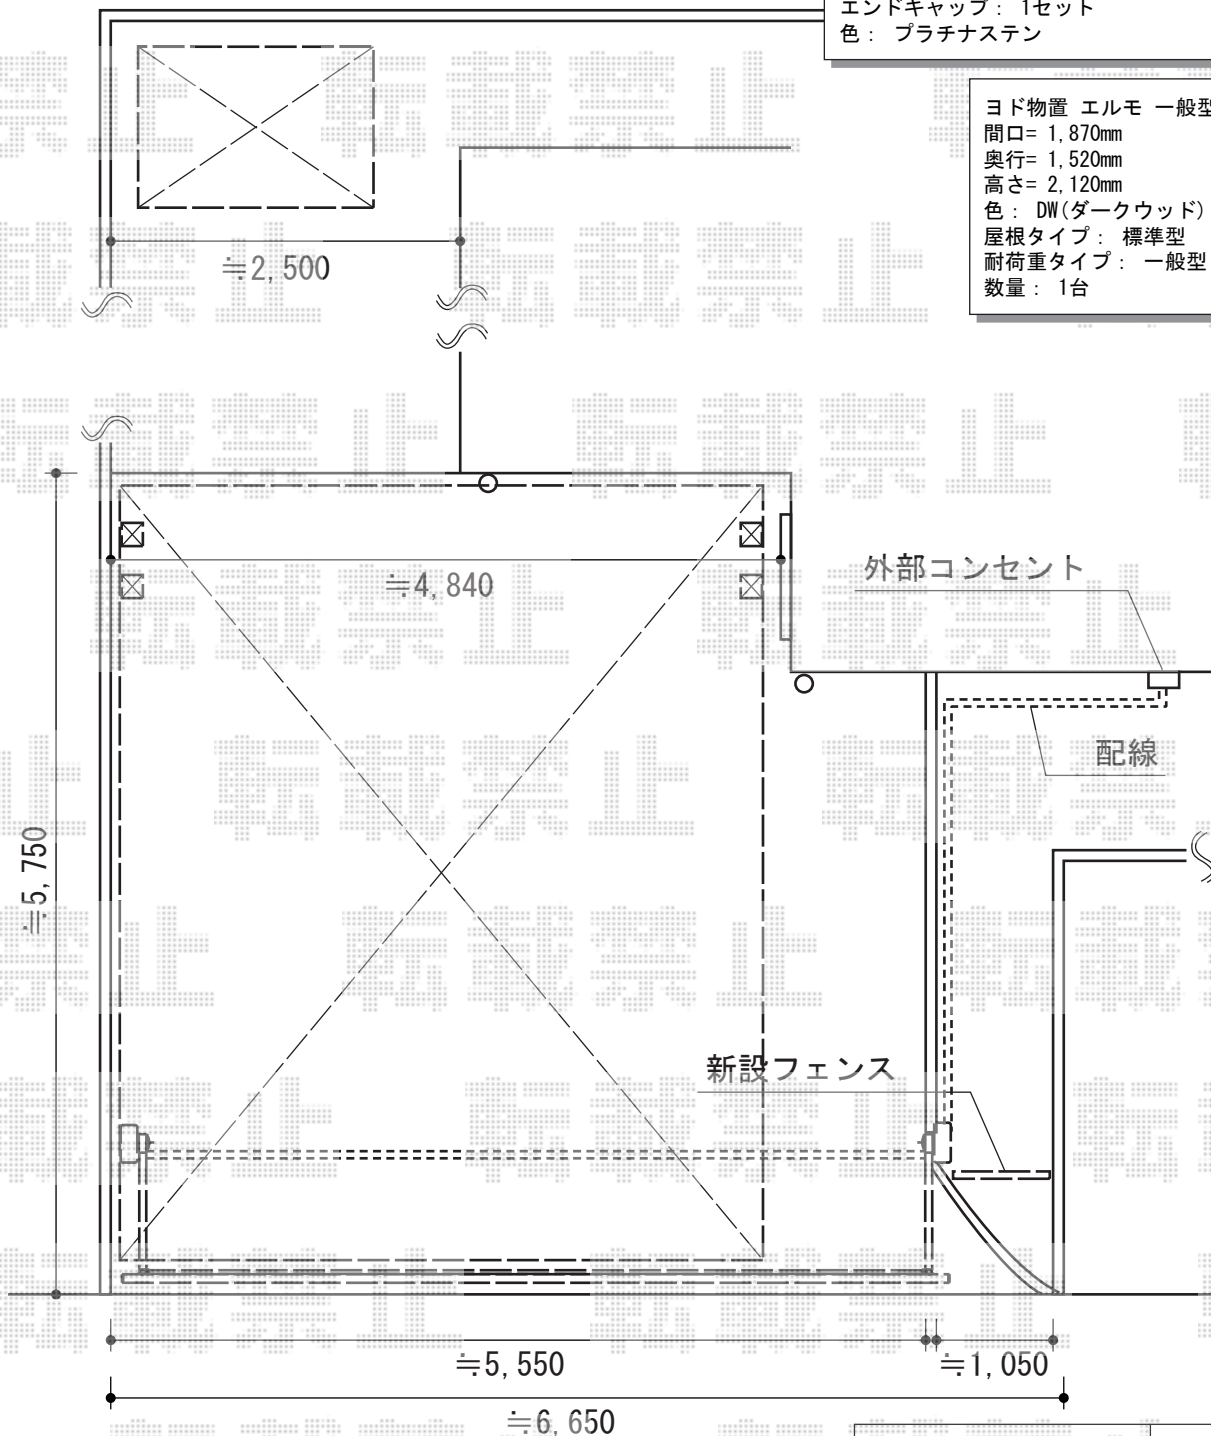 エンドキャップ： 1セット
色： プラチナステン
ヨド物置 エルモ 一般型
間口= 1,870mm
奥行= 1,520mm
高さ= 2,120mm
色： DW(ダークウッド)
屋根タイプ： 標準型
耐荷重タイプ： 一般型
数量： 1台
≒2,500
≒4,840
外部コンセント
配線
≒5,750
新設フェンス
≒5,550
≒1,050
≒6,650
転載禁止